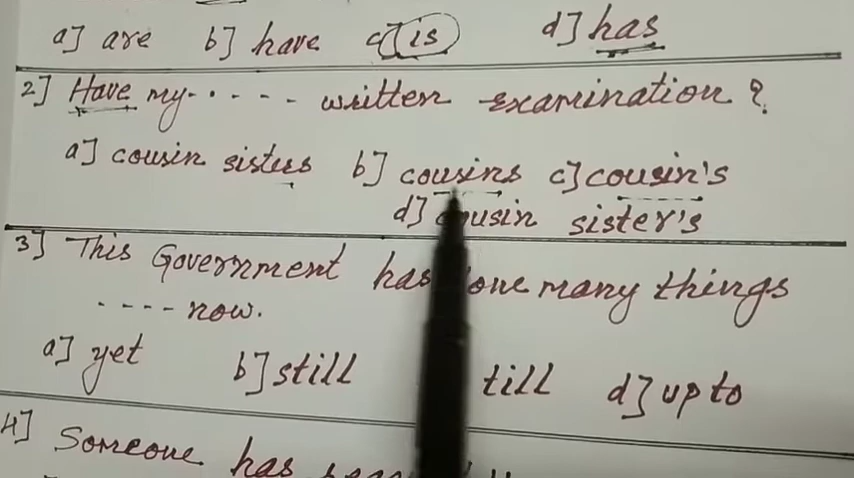 a] are b] have c] is d] has
2] Have my ..... written examination ?
a] cousin sisters b] cousins c] cousin's
d] cousin sister's
3] This Government has done many things
.... now.
a] yet b] still till d] up to
4] Someone has